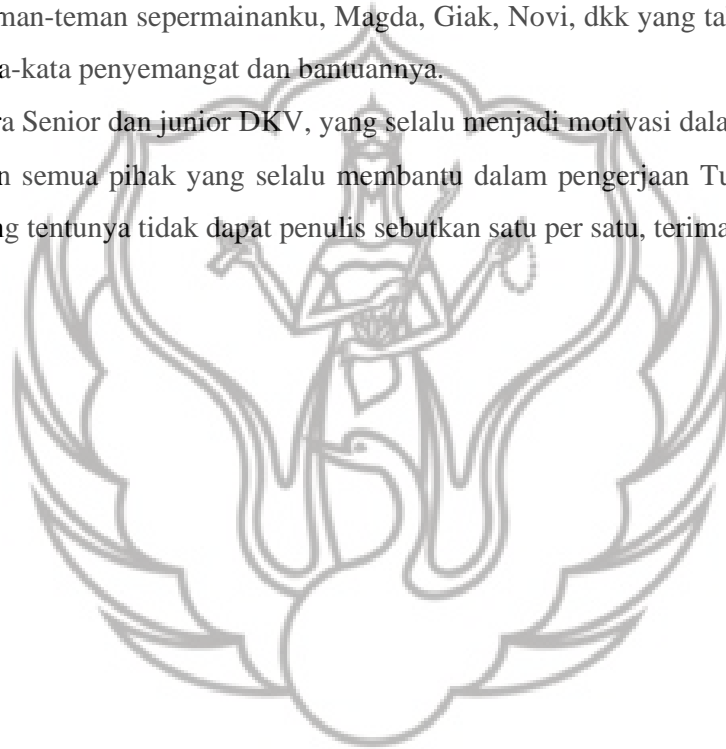 man-teman sepermainanku, Magda, Giak, Novi, dkk yang ta
a-kata penyemangat dan bantuannya.
ra Senior dan junior DKV, yang selalu menjadi motivasi dala
n semua pihak yang selalu membantu dalam pengerjaan Tu
ng tentunya tidak dapat penulis sebutkan satu per satu, terima